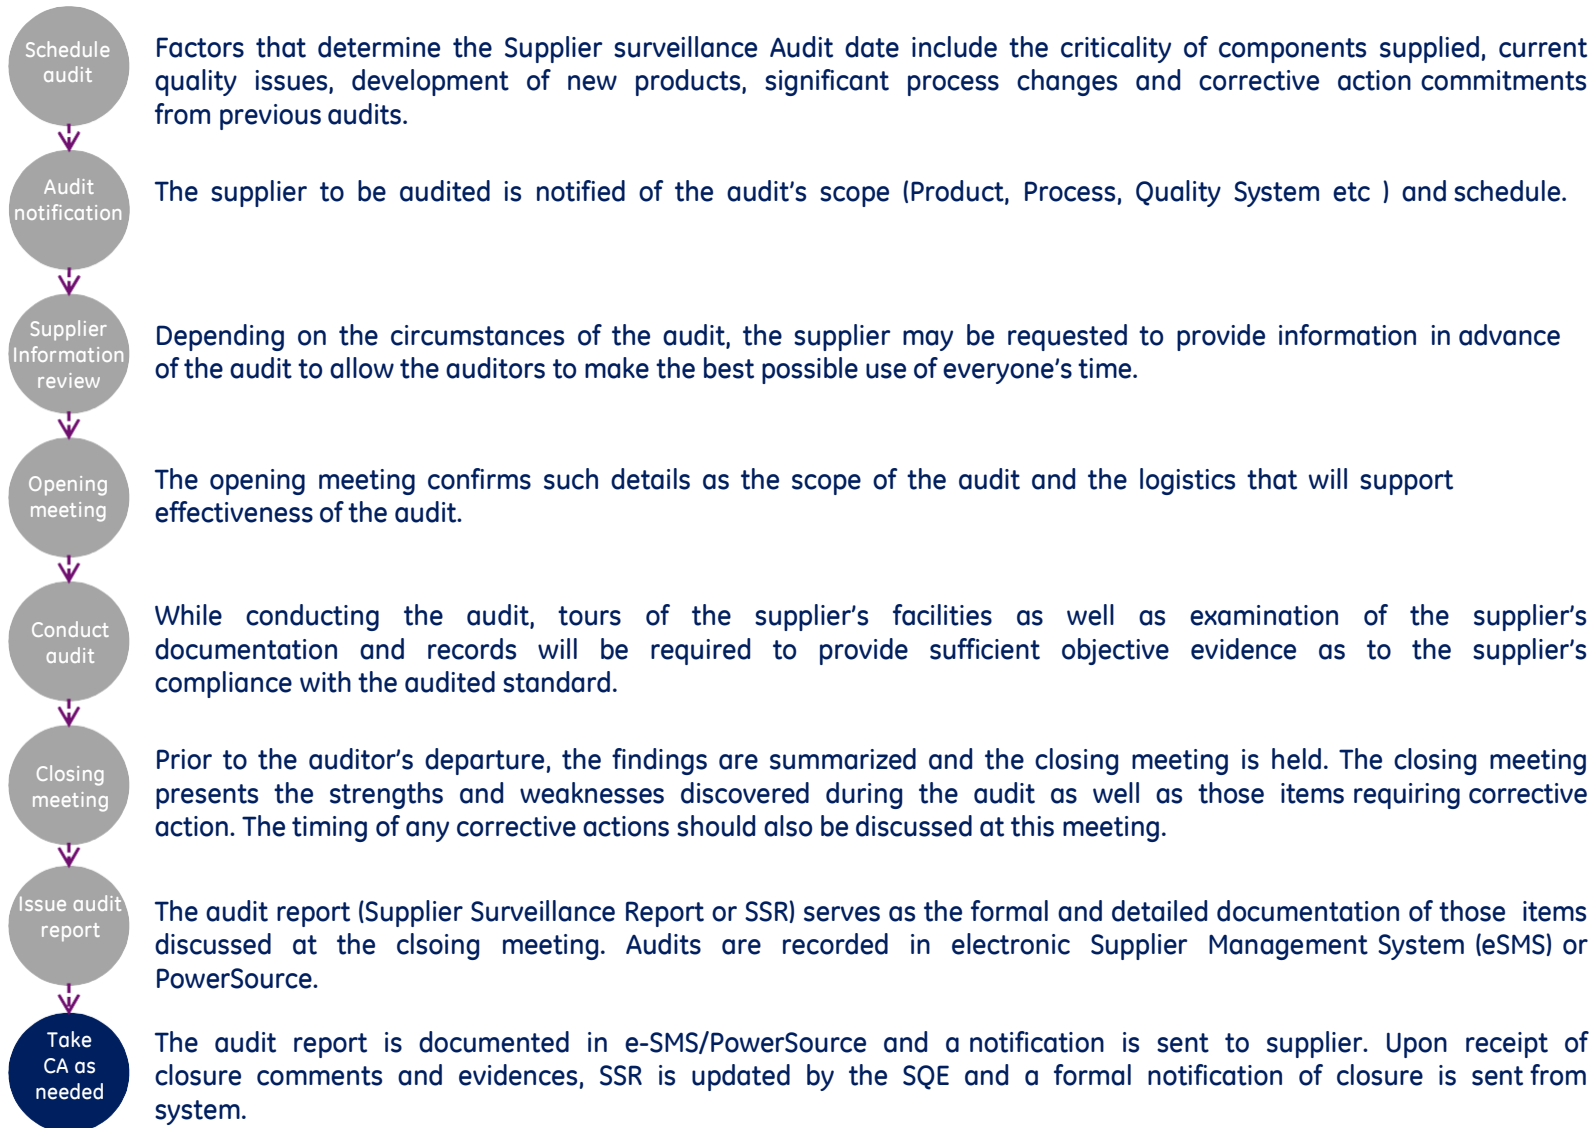 Schedule
audit
Factors that determine the Supplier surveillance Audit date include the criticality of components supplied, current
quality issues, development of new products, significant process changes and corrective action commitments
from previous audits.
Audit
notification
The supplier to be audited is notified of the audit's scope (Product, Process, Quality System etc ) and schedule.
Supplier
Information
review
Depending on the circumstances of the audit, the supplier may be requested to provide information in advance
of the audit to allow the auditors to make the best possible use of everyone's time.
Opening
meeting
The opening meeting confirms such details as the scope of the audit and the logistics that will support
effectiveness of the audit.
Conduct
audit
While conducting the audit, tours of the supplier's facilities as well as examination of the supplier's
documentation and records will be required to provide sufficient objective evidence as to the supplier's
compliance with the audited standard.
Closing
meeting
Prior to the auditor's departure, the findings are summarized and the closing meeting is held. The closing meeting
presents the strengths and weaknesses discovered during the audit as well as those items requiring corrective
action. The timing of any corrective actions should also be discussed at this meeting.
Issue audit
report
The audit report (Supplier Surveillance Report or SSR) serves as the formal and detailed documentation of those items
discussed at the clsoing meeting. Audits are recorded in electronic Supplier Management System (eSMS) or
PowerSource.
Take
CA as
needed
The audit report is documented in e-SMS/PowerSource and a notification is sent to supplier. Upon receipt of
closure comments and evidences, SSR is updated by the SQE and a formal notification of closure is sent from
system.